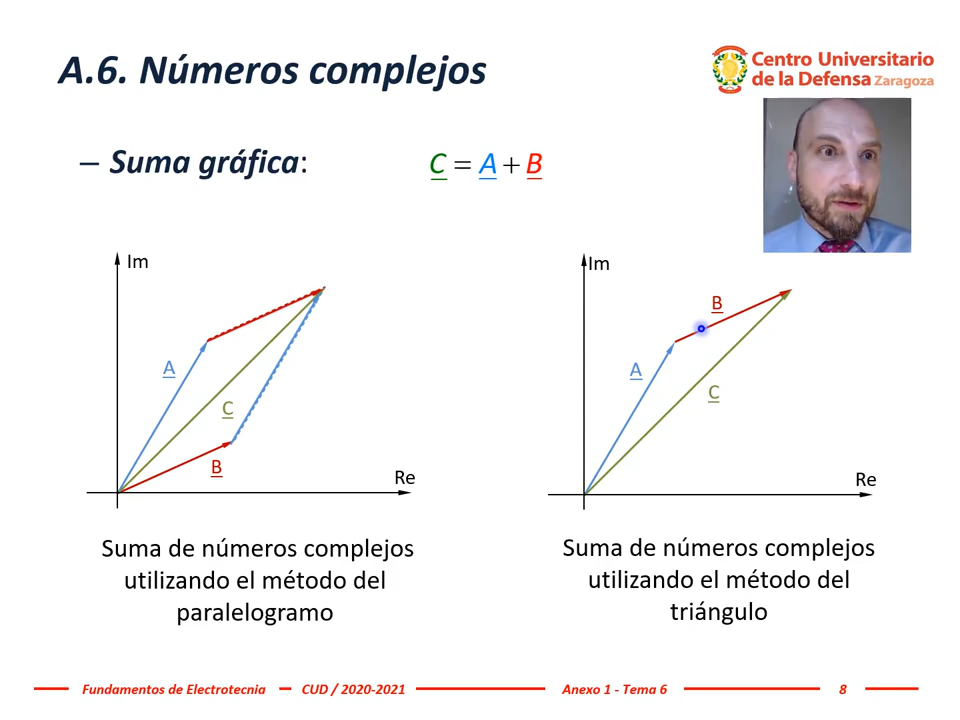 A.6. Números complejos
Centro Universitario
de la Defensa Zaragoza
– Suma gráfica:
C = A + B
Im
A
C
B
Re
Suma de números complejos
utilizando el método del
paralelogramo
Im
B
A
C
Re
Suma de números complejos
utilizando el método del
triángulo
Fundamentos de Electrotecnia
CUD / 2020-2021
Anexo 1 - Tema 6
8